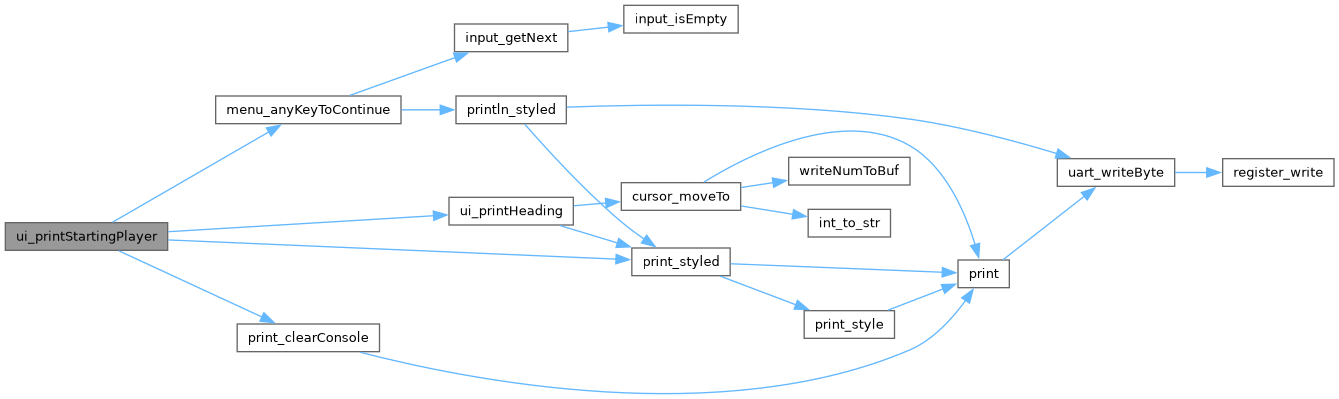 input_isEmpty
input_getNext
menu_anyKeyToContinue
println_styled
uart_writeByte
register_write
writeNumToBuf
cursor_moveTo
ui_printHeading
int_to_str
ui_printStartingPlayer
print_styled
print
print_style
print_clearConsole